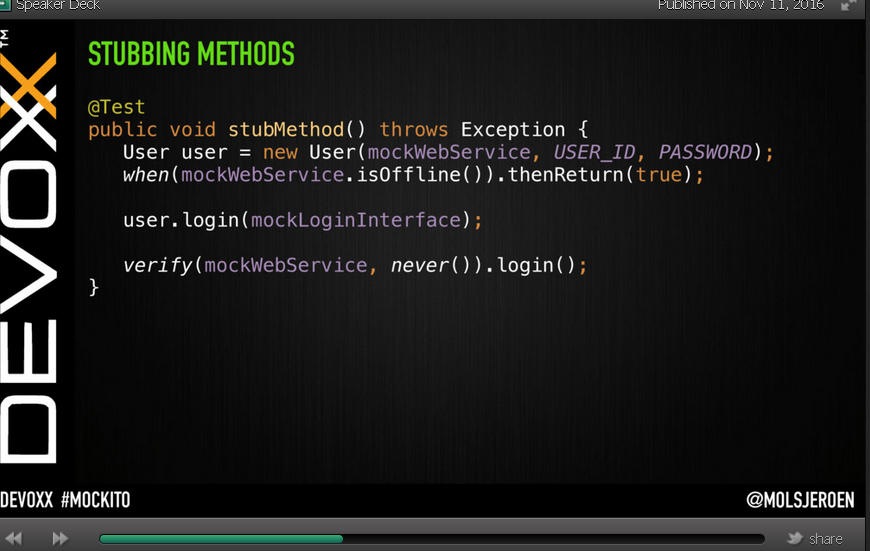 Speaker Deck
Published on Nov 11, 2016
DEVOXX™
STUBBING METHODS
@Test
public void stubMethod() throws Exception {
User user = new User(mockWebService, USER_ID, PASSWORD);
when(mockWebService.isOffline()).thenReturn(true);
user.login(mockLoginInterface);
verify(mockWebService, never()).login();
}
DEVOXX #MOCKITO
@MOLSJEROEN
share